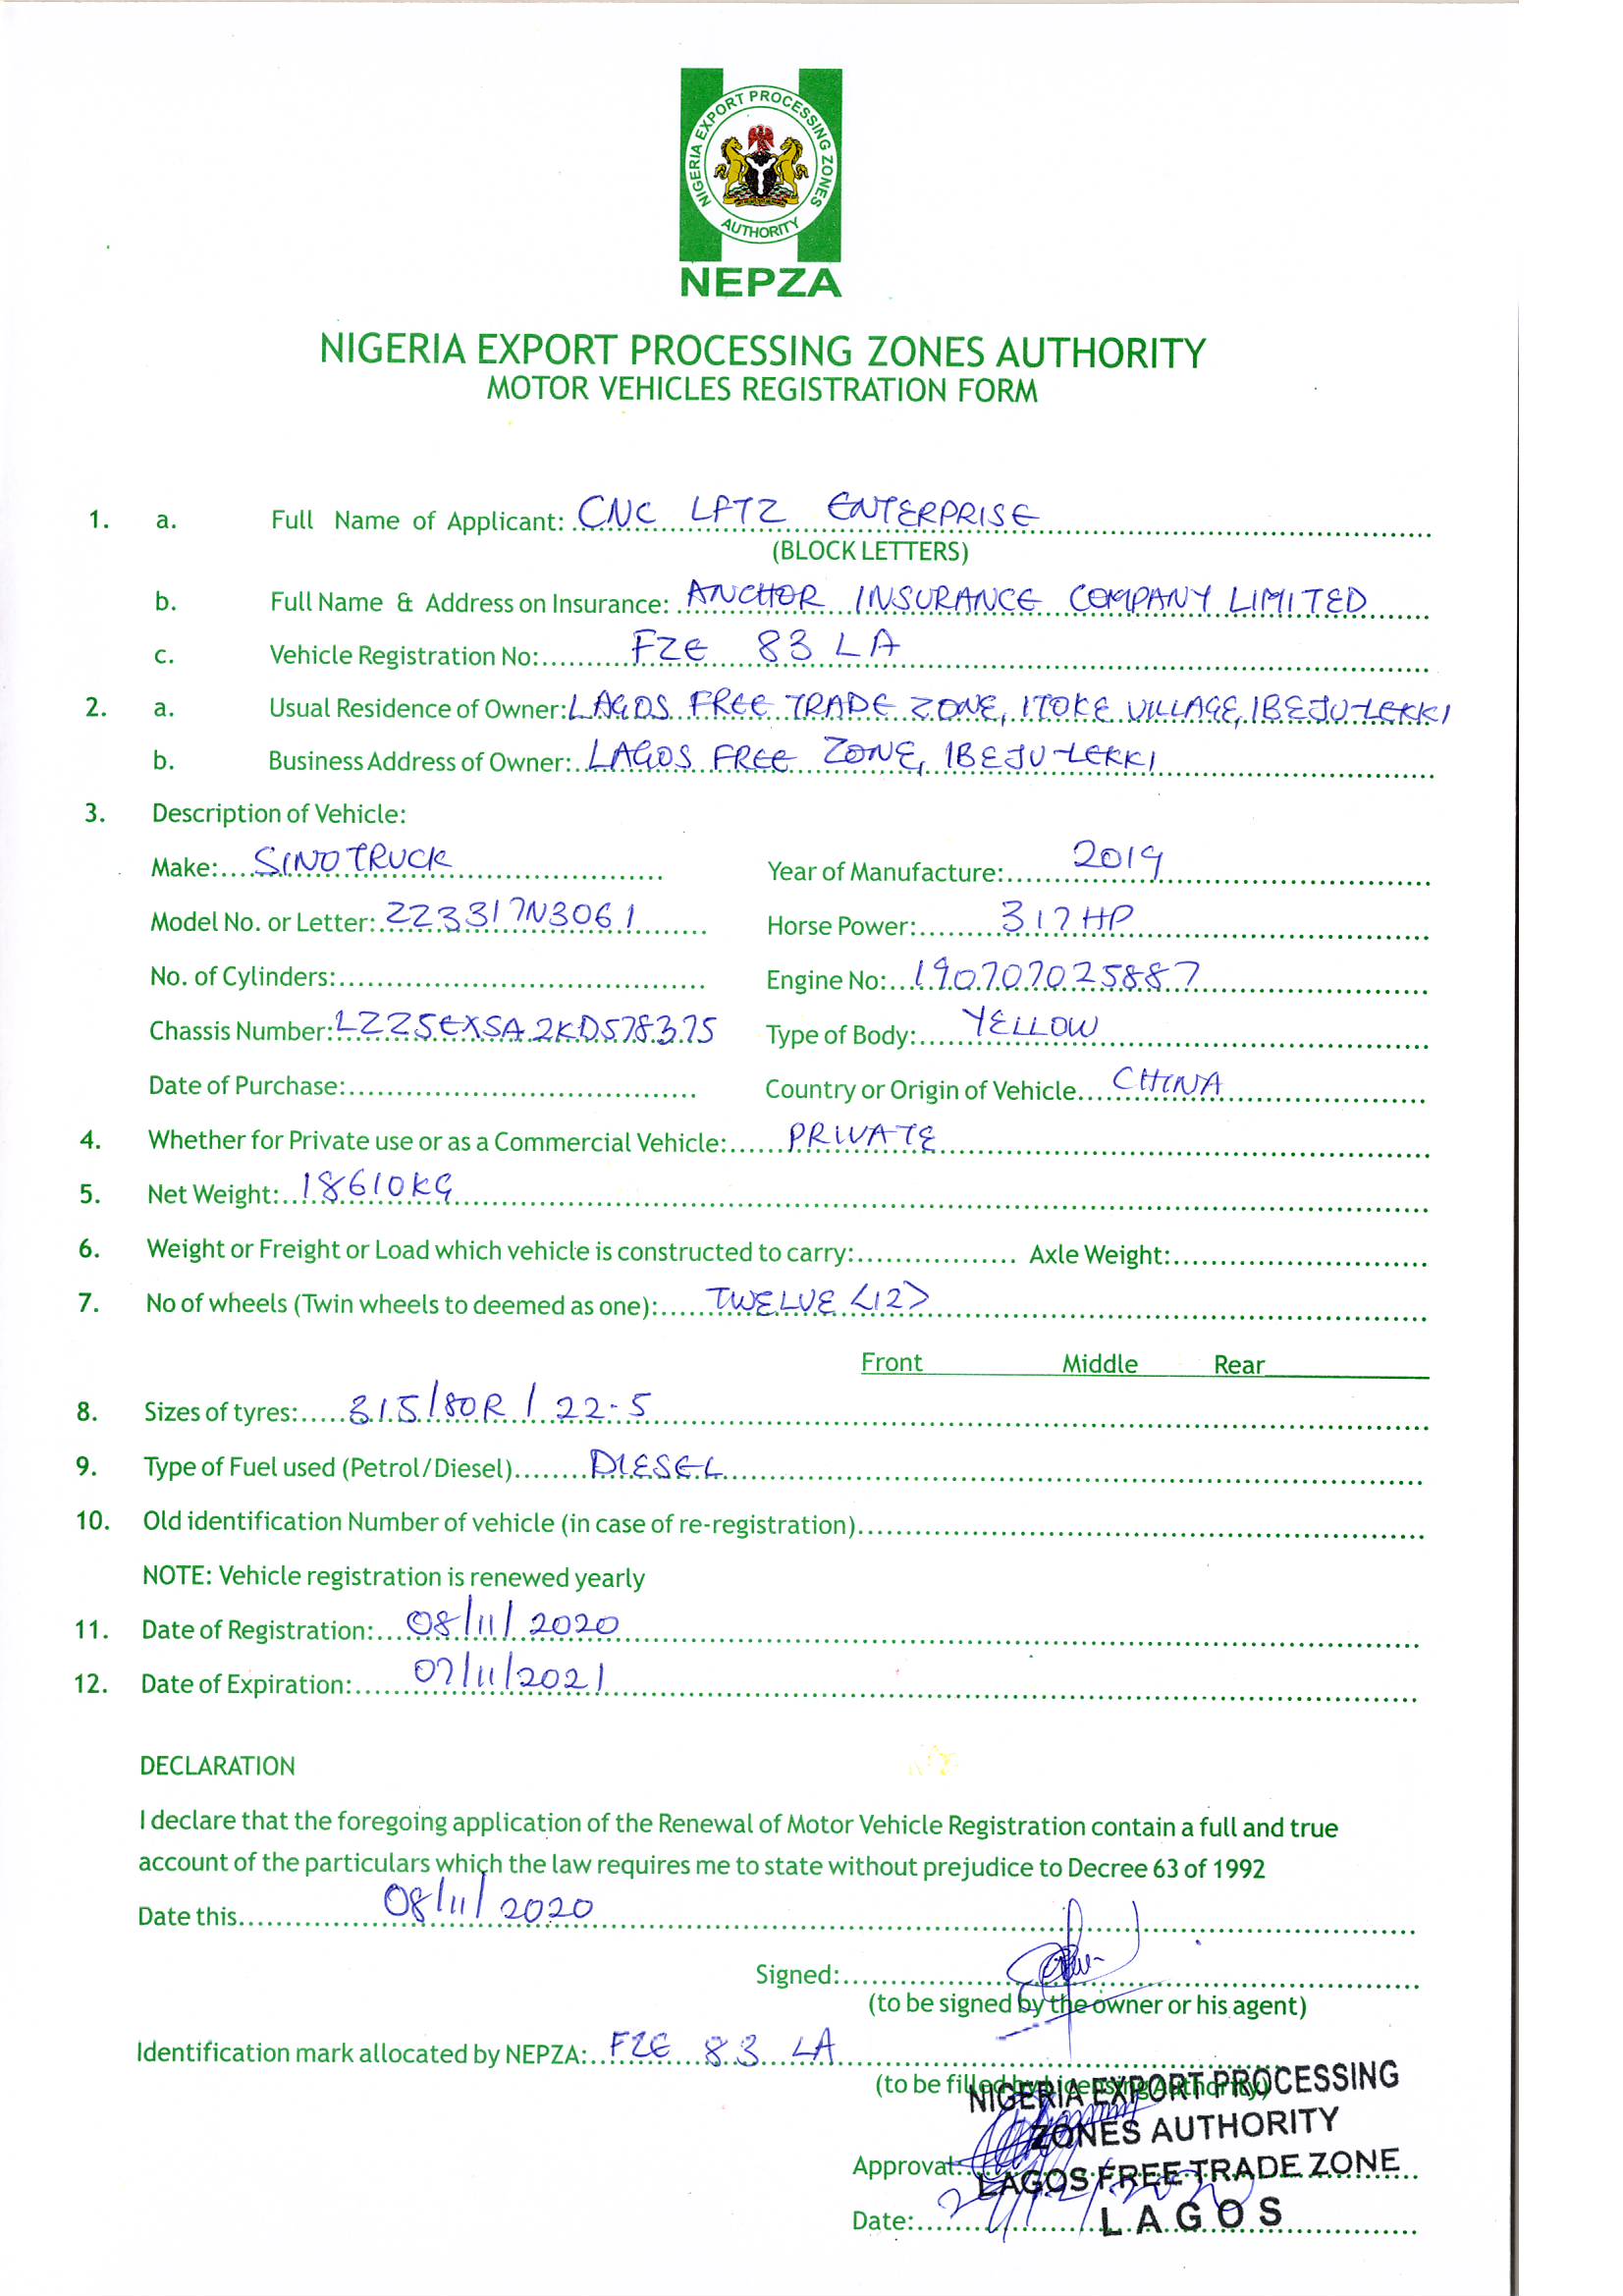 NIGERIA EXPORT PROCESSING ZONES
AUTHORITY
NEPZA
NIGERIA EXPORT PROCESSING ZONES AUTHORITY
MOTOR VEHICLES REGISTRATION FORM
1. a. Full Name of Applicant: CNC LFTZ ENTERPRISE
(BLOCK LETTERS)
b. Full Name & Address on Insurance: ANCHOR INSURANCE COMPANY LIMITED
c. Vehicle Registration No: FZE 83 LA
2. a. Usual Residence of Owner: LAGOS FREE TRADE ZONE, ITOKE VILLAGE, IBEJU-LEKKI
b. Business Address of Owner: LAGOS FREE ZONE, IBEJU-LEKKI
3. Description of Vehicle:
Make: SINOTRUCK Year of Manufacture: 2019
Model No. or Letter: ZZ3317N3061 Horse Power: 317HP
No. of Cylinders: Engine No: 190707025887
Chassis Number: LZZ5EXSA2KD578375 Type of Body: YELLOW
Date of Purchase: Country or Origin of Vehicle CHINA
4. Whether for Private use or as a Commercial Vehicle: PRIVATE
5. Net Weight: 18610KG
6. Weight or Freight or Load which vehicle is constructed to carry: Axle Weight:
7. No of wheels (Twin wheels to deemed as one): TWELVE <12>
Front Middle Rear
8. Sizes of tyres: 315/80R/22-5
9. Type of Fuel used (Petrol/Diesel) DIESEL
10. Old identification Number of vehicle (in case of re-registration)
NOTE: Vehicle registration is renewed yearly
11. Date of Registration: 08/11/2020
12. Date of Expiration: 07/11/2021
DECLARATION
I declare that the foregoing application of the Renewal of Motor Vehicle Registration contain a full and true
account of the particulars which the law requires me to state without prejudice to Decree 63 of 1992
Date this 08/11/2020
Signed:
(to be signed by the owner or his agent)
Identification mark allocated by NEPZA: FZE 83 LA
(to be filled by Licensing Authority)
NIGERIA EXPORT PROCESSING
ZONES AUTHORITY
Approval:
LAGOS FREE TRADE ZONE
Date:
LAGOS